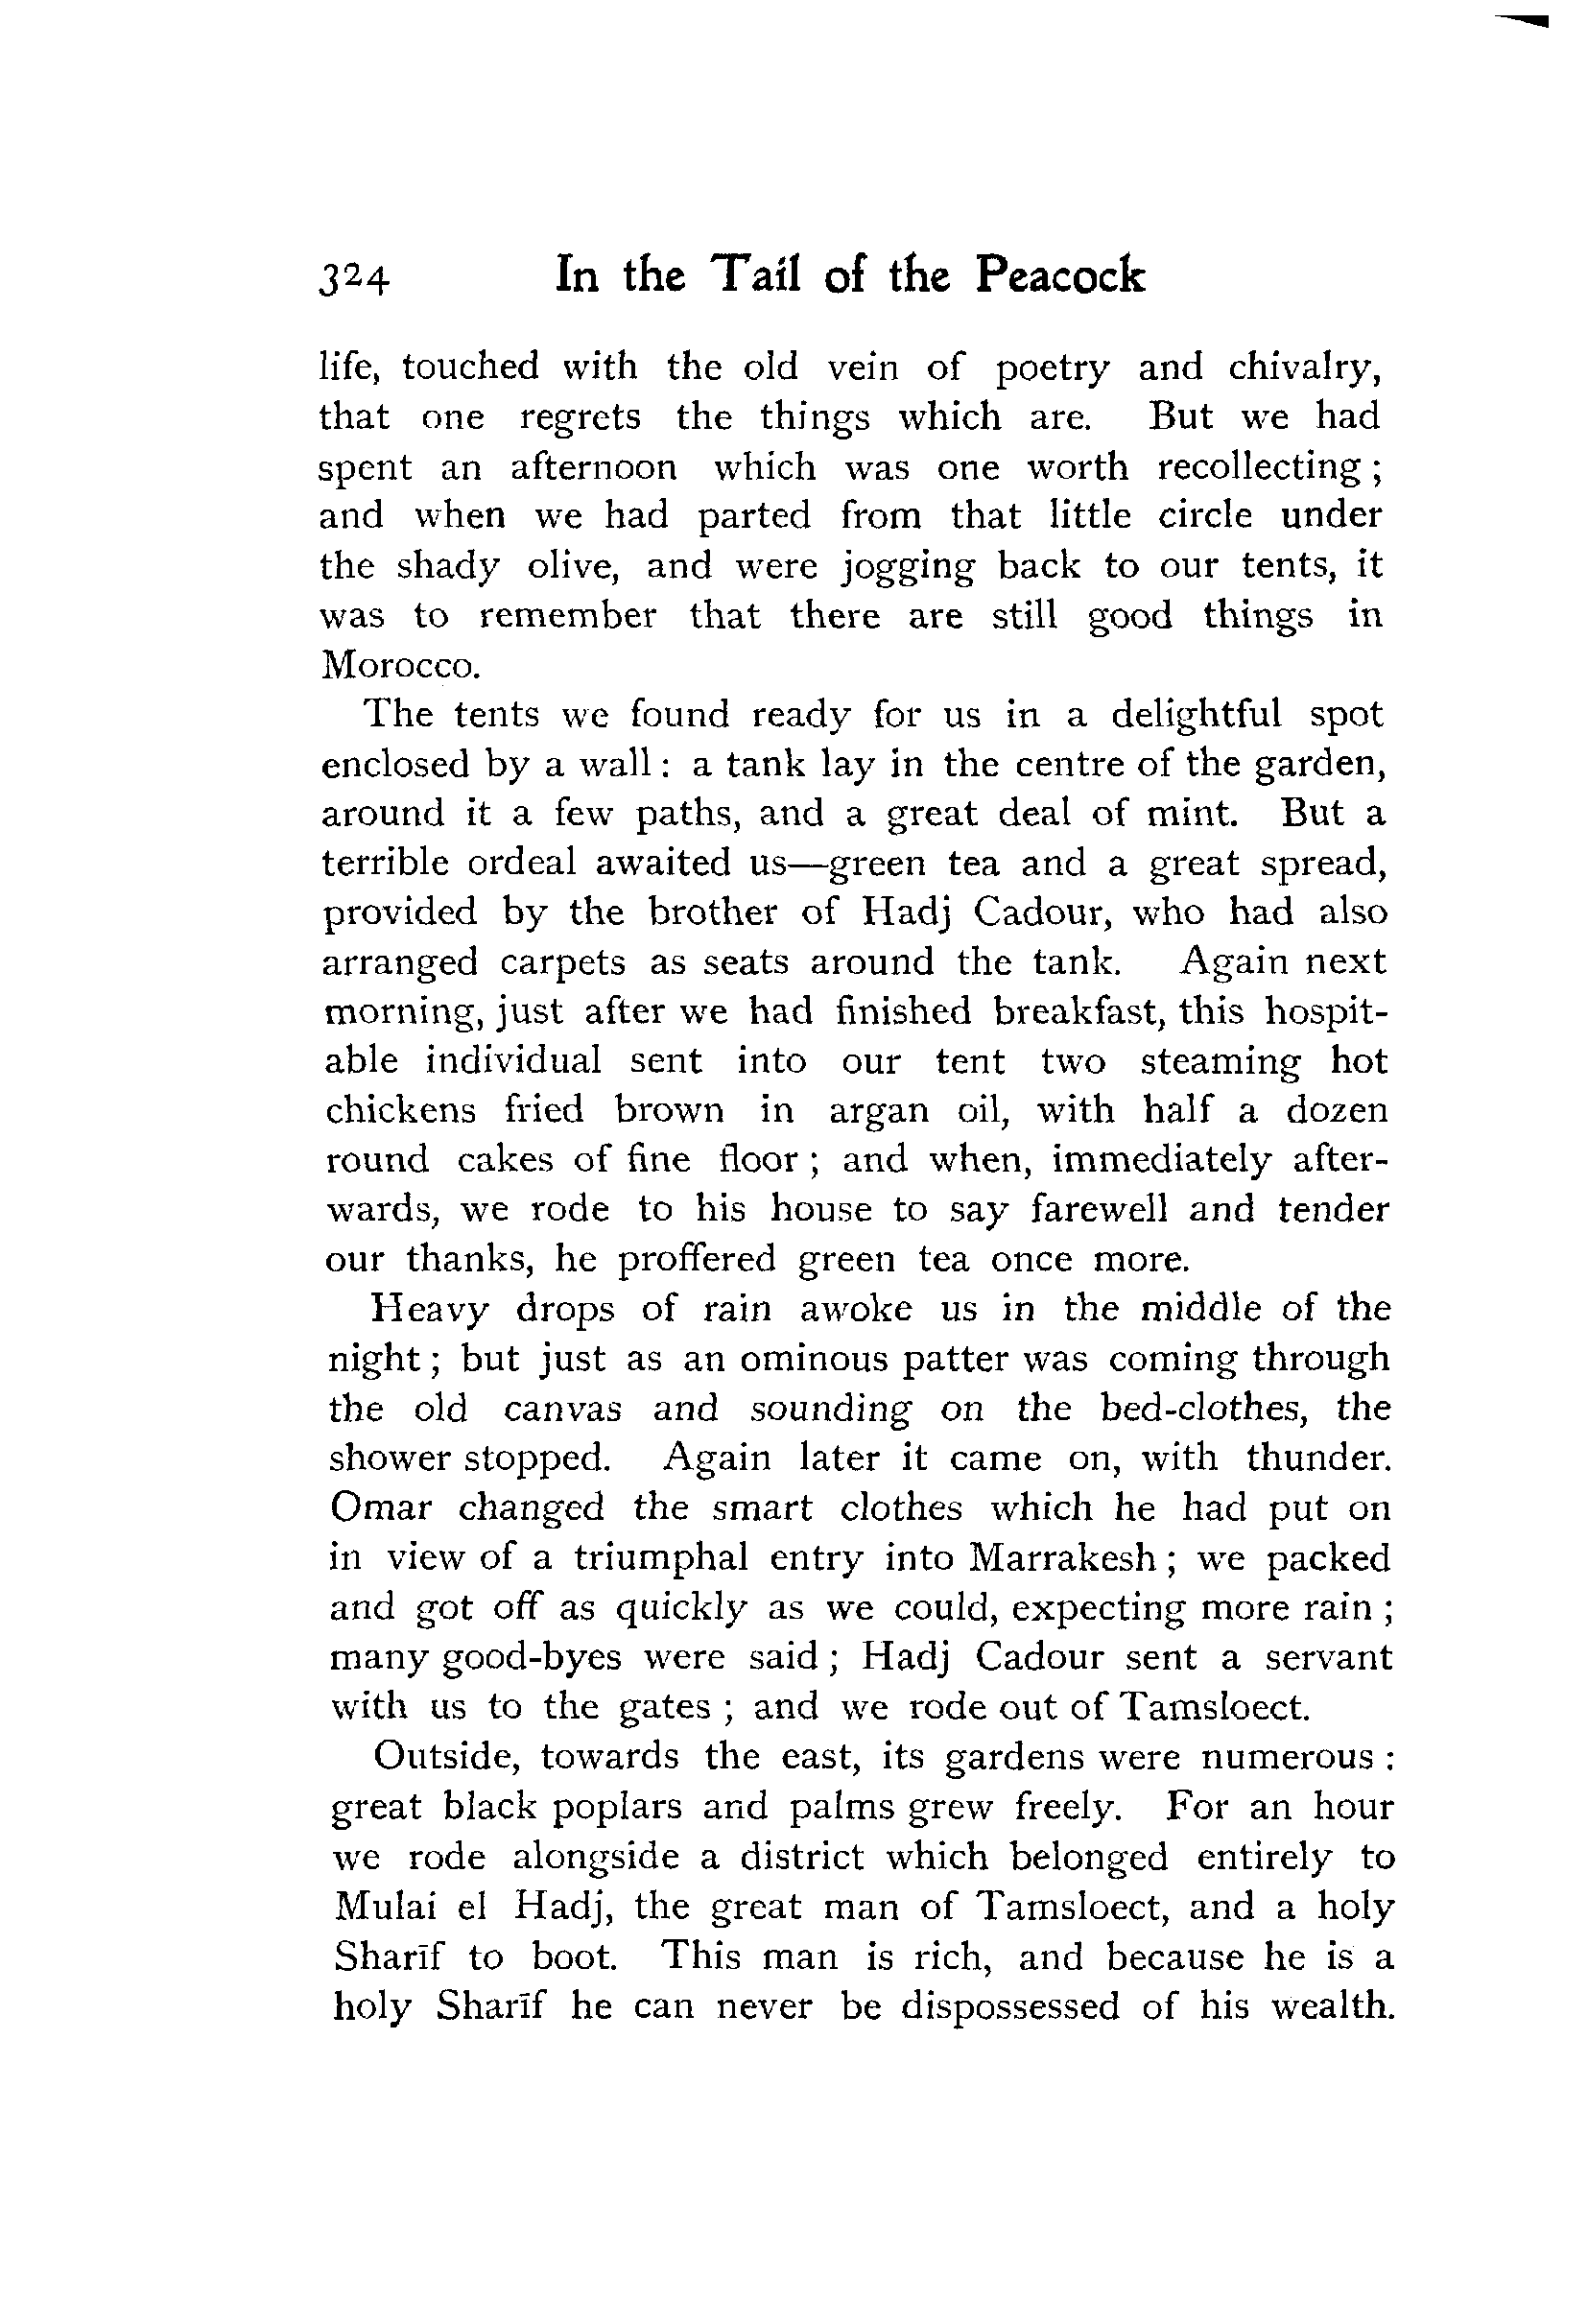 324 In the Tail of the Peacock
life, touched with the old vein of poetry and chivalry,
that one regrets the things which are. But we had
spent an afternoon which was one worth recollecting ;
and when we had parted from that little circle under
the shady olive, and were jogging back to our tents, it
was to remember that there are still good things in
Morocco.
The tents we found ready for us in a delightful spot
enclosed by a wall : a tank lay in the centre of the garden,
around it a few paths, and a great deal of mint. But a
terrible ordeal awaited us—green tea and a great spread,
provided by the brother of Hadj Cadour, who had also
arranged carpets as seats around the tank. Again next
morning, just after we had finished breakfast, this hospit-
able individual sent into our tent two steaming hot
chickens fried brown in argan oil, with half a dozen
round cakes of fine floor ; and when, immediately after-
wards, we rode to his house to say farewell and tender
our thanks, he proffered green tea once more.
Heavy drops of rain awoke us in the middle of the
night ; but just as an ominous patter was coming through
the old canvas and sounding on the bed-clothes, the
shower stopped. Again later it came on, with thunder.
Omar changed the smart clothes which he had put on
in view of a triumphal entry into Marrakesh ; we packed
and got off as quickly as we could, expecting more rain ;
many good-byes were said ; Hadj Cadour sent a servant
with us to the gates ; and we rode out of Tamsloect.
Outside, towards the east, its gardens were numerous :
great black poplars and palms grew freely. For an hour
we rode alongside a district which belonged entirely to
Mulai el Hadj, the great man of Tamsloect, and a holy
Sharīf to boot. This man is rich, and because he is a
holy Sharīf he can never be dispossessed of his wealth.